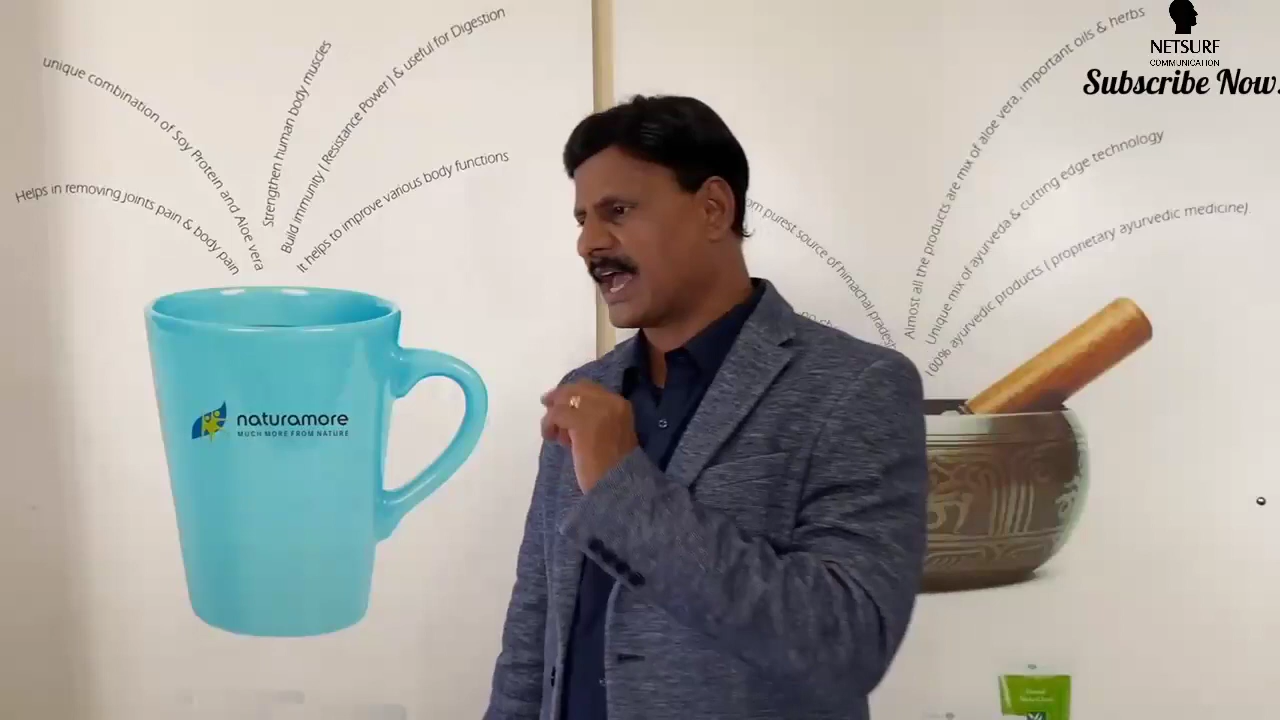 NETSURF
COMMUNICATION
Subscribe Now!
Helps in removing joints pain & body pain
unique combination of Soy Protein and Aloe vera
Strengthen human body muscles
Build immunity ( Resistance Power ) & useful for Digestion
It helps to improve various body functions
naturamore
MUCH MORE FROM NATURE
purest source of himachal pradesh
Almost all the products are mix of aloe vera, important oils & herbs
Unique mix of ayurveda & cutting edge technology
100% ayurvedic products ( proprietary ayurvedic medicine).